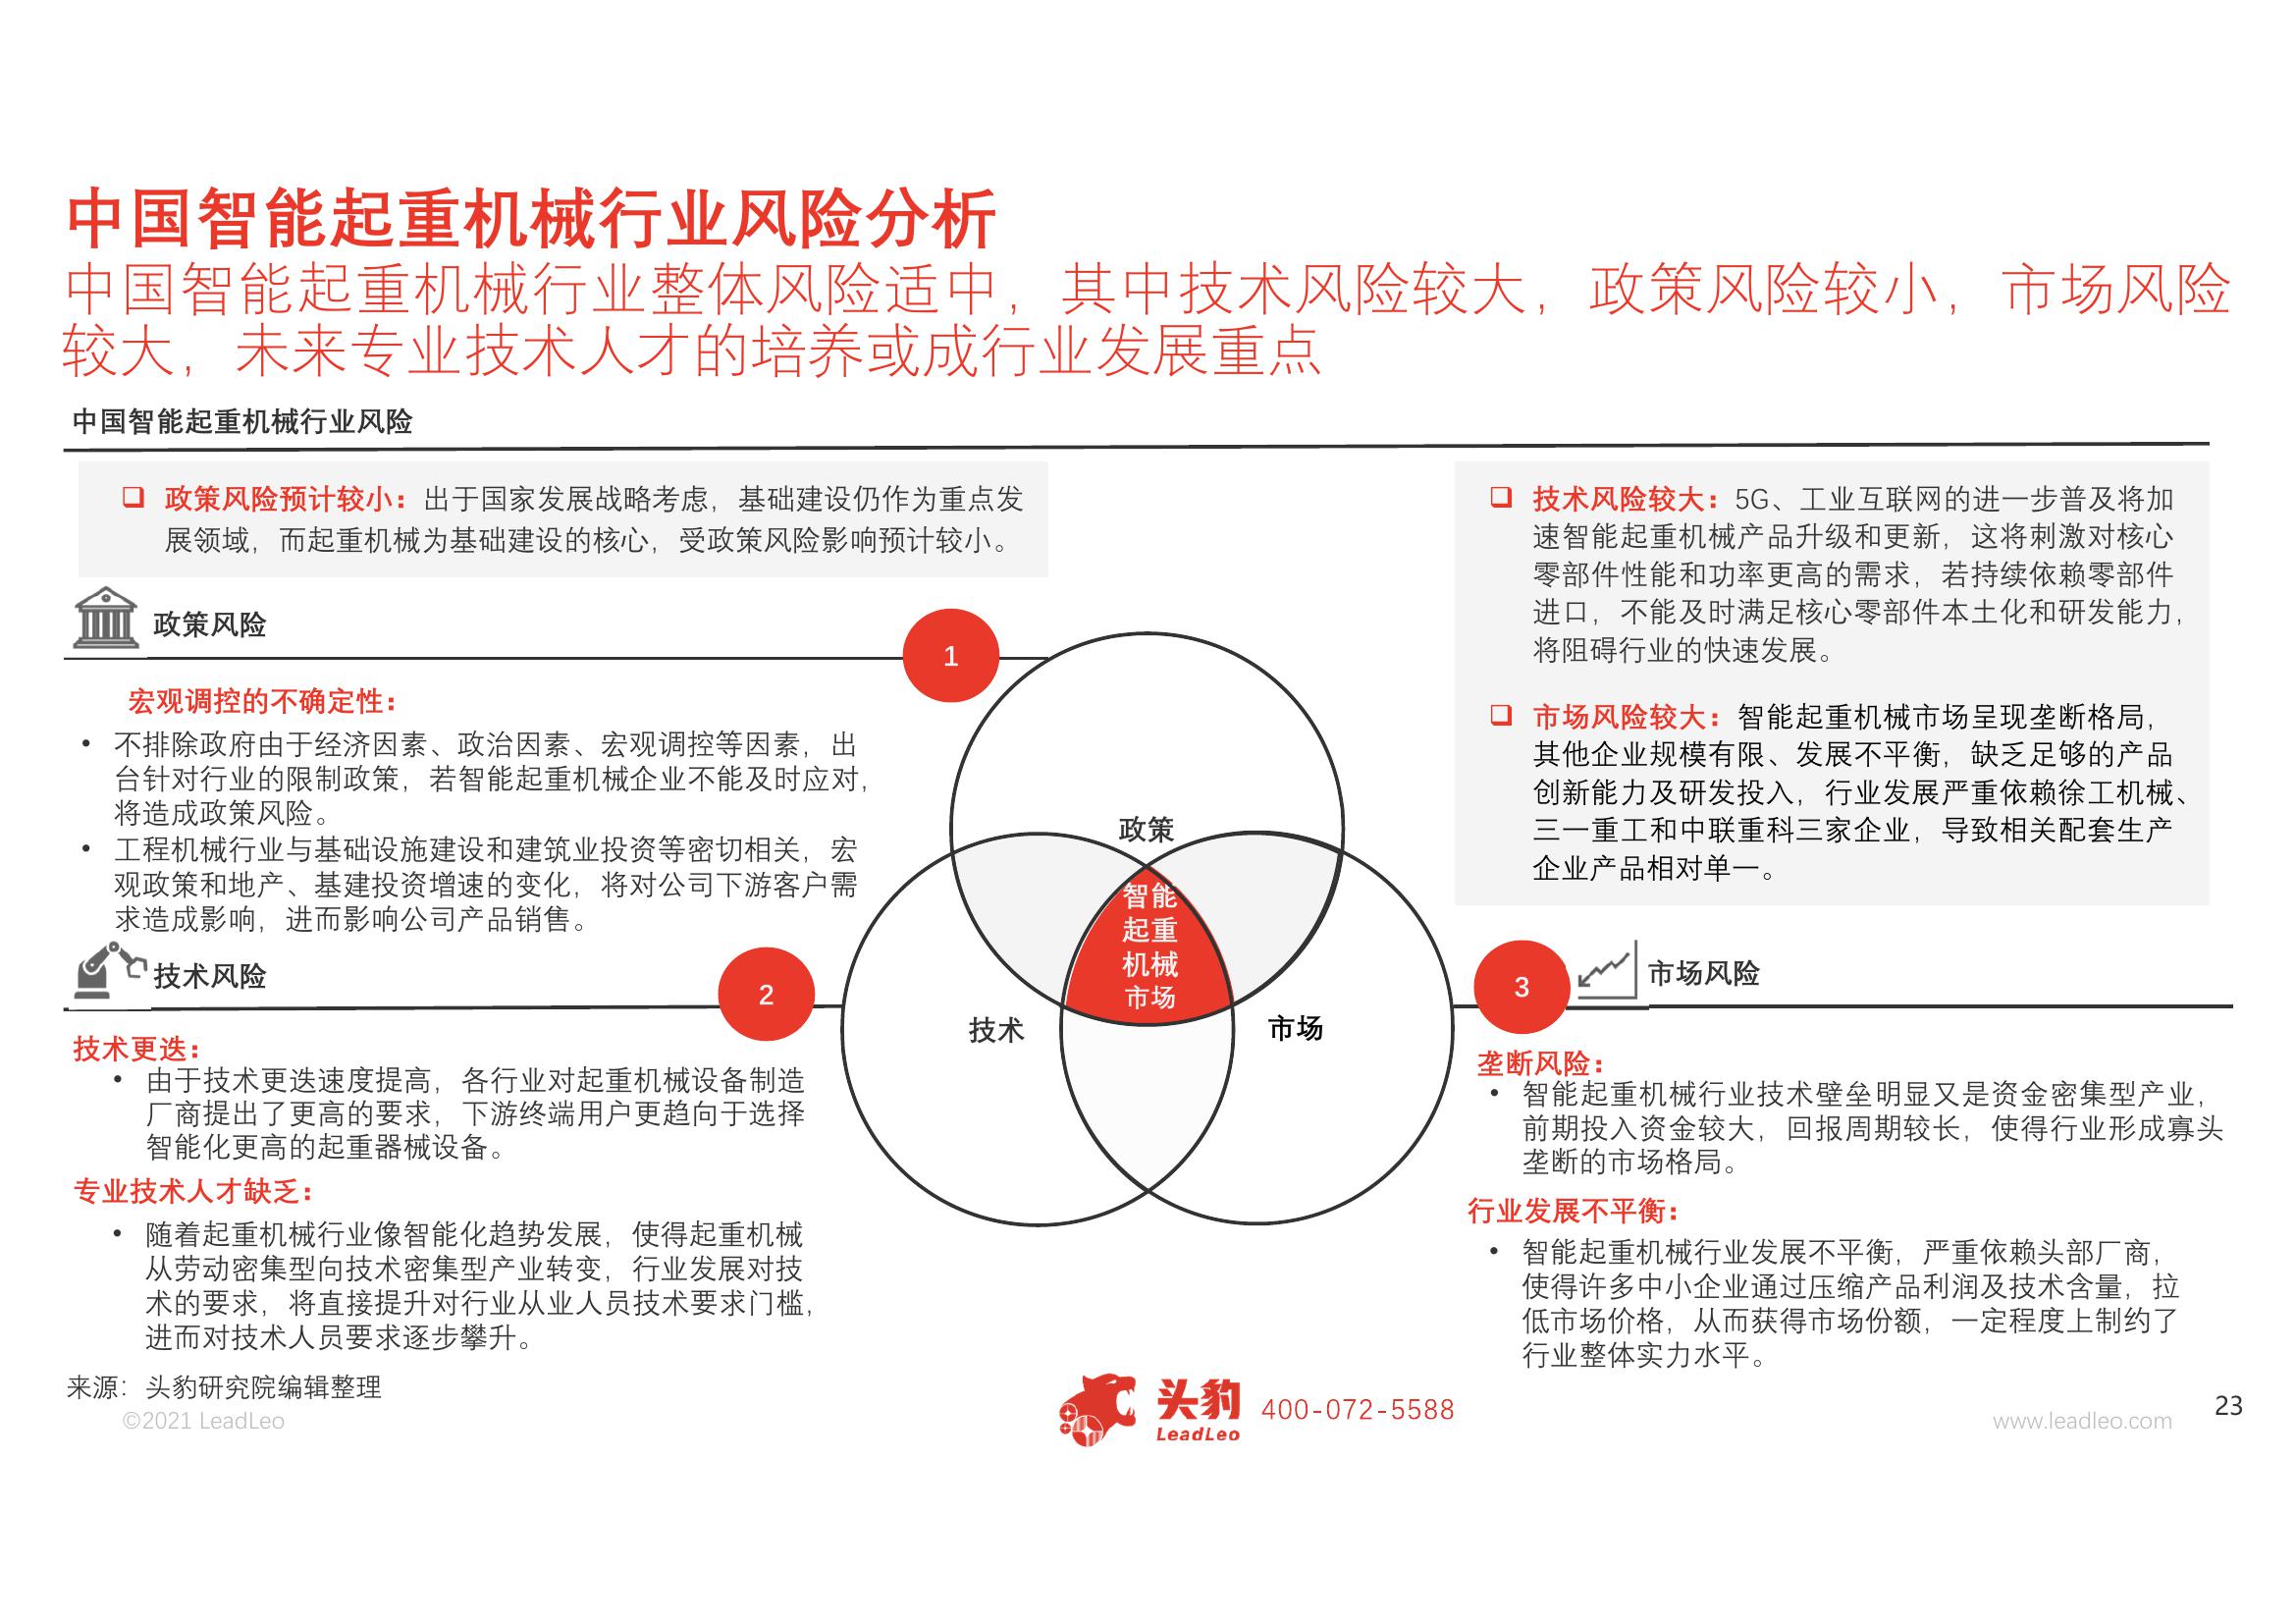 中国智能起重机械行业风险分析
中国智能起重机械行业整体风险适中，其中技术风险较大，政策风险较小，市场风险
较大，未来专业技术人才的培养或成行业发展重点
中国智能起重机械行业风险
❑ 政策风险预计较小：出于国家发展战略考虑，基础建设仍作为重点发
展领域，而起重机械为基础建设的核心，受政策风险影响预计较小。
政策风险
1
宏观调控的不确定性：
• 不排除政府由于经济因素、政治因素、宏观调控等因素，出
台针对行业的限制政策，若智能起重机械企业不能及时应对，
将造成政策风险。
• 工程机械行业与基础设施建设和建筑业投资等密切相关，宏
观政策和地产、基建投资增速的变化，将对公司下游客户需
求造成影响，进而影响公司产品销售。
技术风险
2
技术更迭：
• 由于技术更迭速度提高，各行业对起重机械设备制造
厂商提出了更高的要求，下游终端用户更趋向于选择
智能化更高的起重器械设备。
专业技术人才缺乏：
• 随着起重机械行业像智能化趋势发展，使得起重机械
从劳动密集型向技术密集型产业转变，行业发展对技
术的要求，将直接提升对行业从业人员技术要求门槛，
进而对技术人员要求逐步攀升。
政策
智能
起重
机械
市场
技术
市场
❑ 技术风险较大：5G、工业互联网的进一步普及将加
速智能起重机械产品升级和更新，这将刺激对核心
零部件性能和功率更高的需求，若持续依赖零部件
进口，不能及时满足核心零部件本土化和研发能力，
将阻碍行业的快速发展。
❑ 市场风险较大：智能起重机械市场呈现垄断格局，
其他企业规模有限、发展不平衡，缺乏足够的产品
创新能力及研发投入，行业发展严重依赖徐工机械、
三一重工和中联重科三家企业，导致相关配套生产
企业产品相对单一。
3
市场风险
垄断风险：
• 智能起重机械行业技术壁垒明显又是资金密集型产业，
前期投入资金较大，回报周期较长，使得行业形成寡头
垄断的市场格局。
行业发展不平衡：
• 智能起重机械行业发展不平衡，严重依赖头部厂商，
使得许多中小企业通过压缩产品利润及技术含量，拉
低市场价格，从而获得市场份额，一定程度上制约了
行业整体实力水平。
来源：头豹研究院编辑整理
©2021 LeadLeo
头豹
LeadLeo
400-072-5588
www.leadleo.com
23